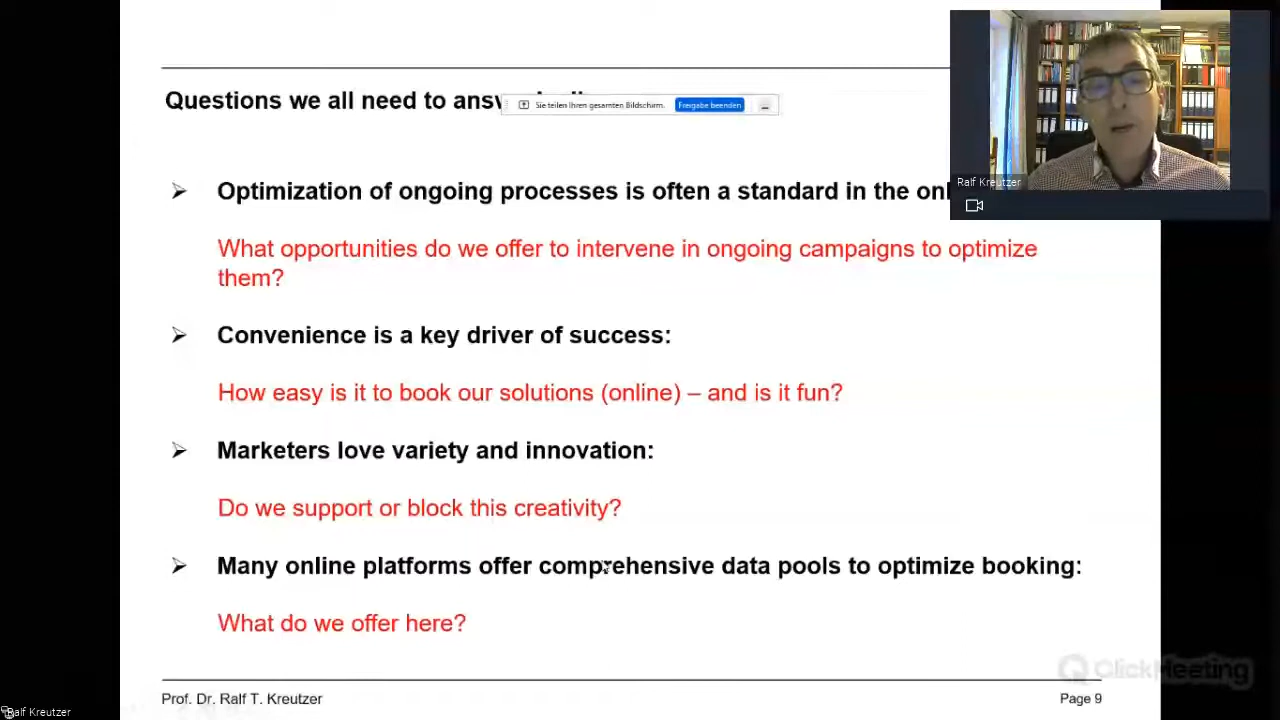 Questions we all need to answ
Sie teilen Ihren gesamten Bildschirm. Freigabe beenden
Ralf Kreutzer
➢ Optimization of ongoing processes is often a standard in the onl
What opportunities do we offer to intervene in ongoing campaigns to optimize
them?
➢ Convenience is a key driver of success:
How easy is it to book our solutions (online) – and is it fun?
➢ Marketers love variety and innovation:
Do we support or block this creativity?
➢ Many online platforms offer comprehensive data pools to optimize booking:
What do we offer here?
ClickMeeting
Prof. Dr. Ralf T. Kreutzer
Page 9
Ralf Kreutzer